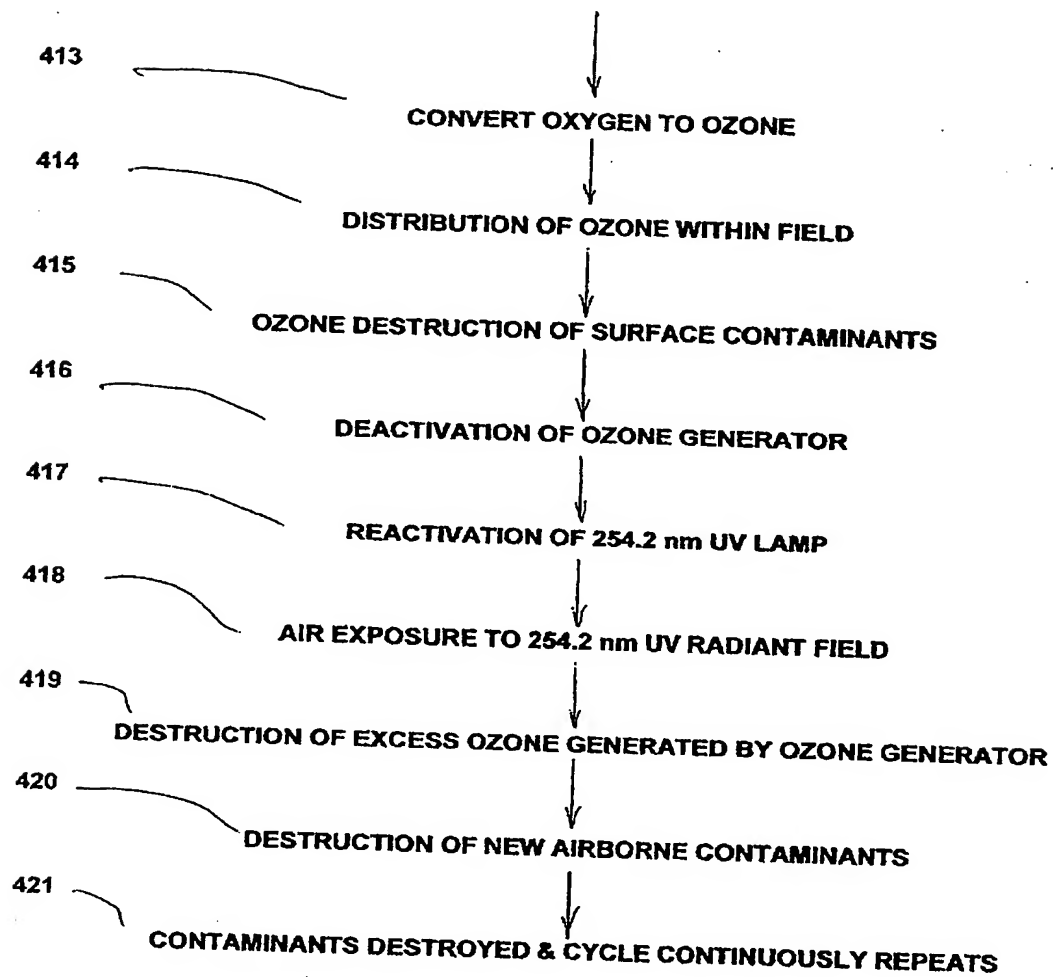 413
CONVERT OXYGEN TO OZONE
414
DISTRIBUTION OF OZONE WITHIN FIELD
415
OZONE DESTRUCTION OF SURFACE CONTAMINANTS
416
DEACTIVATION OF OZONE GENERATOR
417
REACTIVATION OF 254.2 nm UV LAMP
418
AIR EXPOSURE TO 254.2 nm UV RADIANT FIELD
419
DESTRUCTION OF EXCESS OZONE GENERATED BY OZONE GENERATOR
420
DESTRUCTION OF NEW AIRBORNE CONTAMINANTS
421
CONTAMINANTS DESTROYED & CYCLE CONTINUOUSLY REPEATS